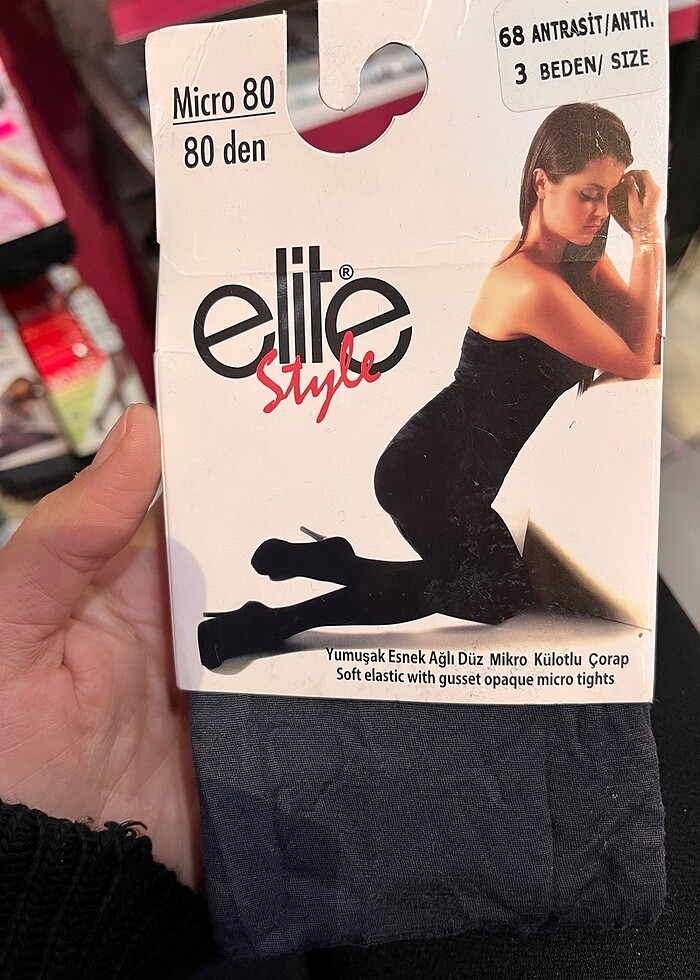 68 ANTRASİT/ANTH.
3 BEDEN/ SIZE
Micro 80
80 den
elite®
Style
Yumuşak Esnek Ağlı Düz Mikro Külotlu Çorap
Soft elastic with gusset opaque micro tights